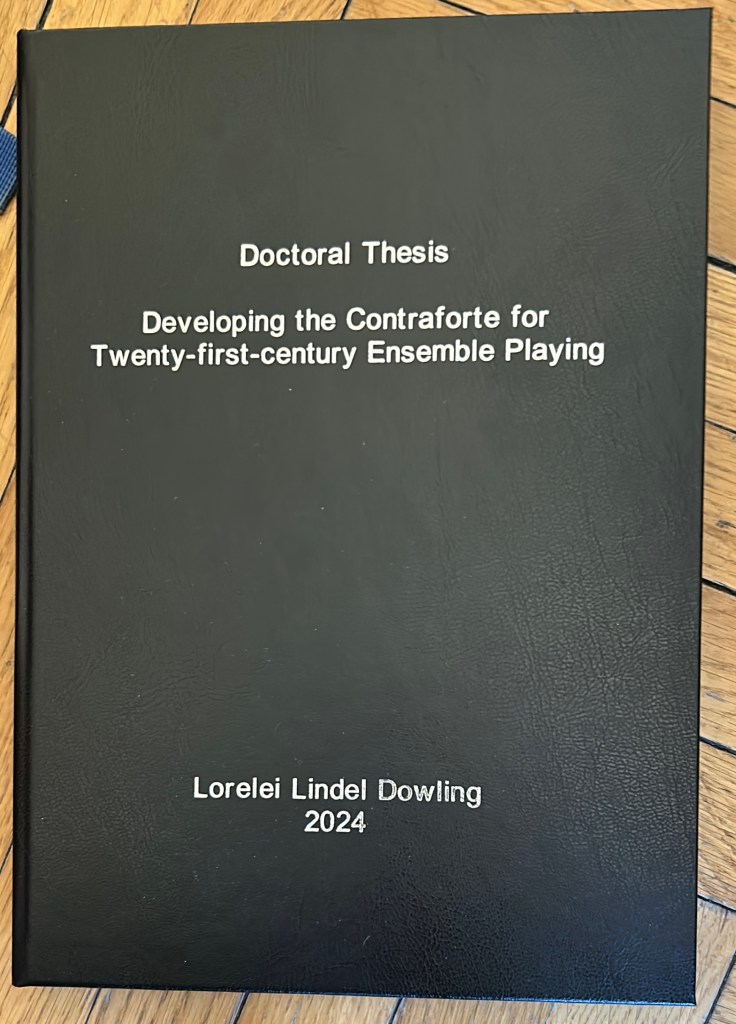 Doctoral Thesis
Developing the Contraforte for
Twenty-first-century Ensemble Playing
Lorelei Lindel Dowling
2024